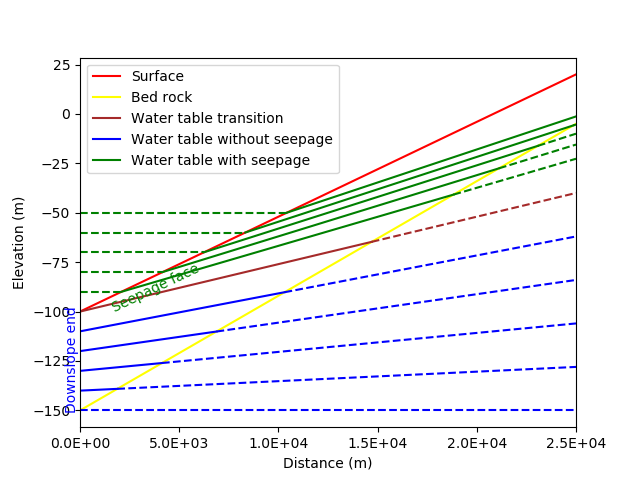 25
0
−25
−50
−75
−100
−125
−150
Elevation (m)
Surface
Bed rock
Water table transition
Water table without seepage
Water table with seepage
Seepage face
Downslope end
0.0E+00
5.0E+03
1.0E+04
1.5E+04
2.0E+04
2.5E+04
Distance (m)